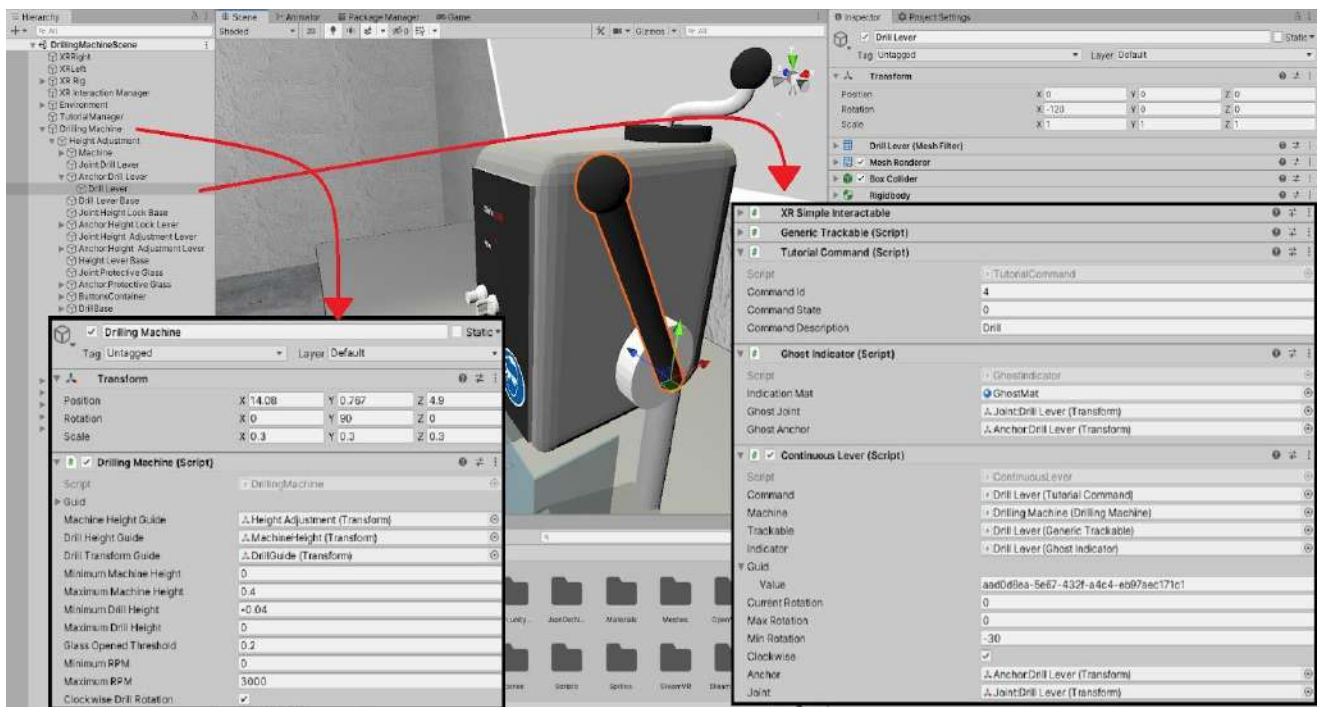 Hierarchy
All
DrillingMachineScene
XRRight
XRLeft
XR Rig
XR Interaction Manager
Environment
TutorialManager
Drilling Machine
Height Adjustment
Machine
Joint:Drill Lever
Anchor:Drill Lever
Drill Lever
Drill Lever Base
Joint:Height Lock Base
Anchor:Height Lock Lever
Joint:Height Adjustment Lever
Anchor:Height Adjustment Lever
Height Lever Base
Joint:Protective Glass
Anchor:Protective Glass
ButtonsContainer
DrillBase
Scene Animator Package Manager Game
Shaded 2D Gizmos All
Inspector Project Settings
Drill Lever Static
Tag Untagged Layer Default
Transform
Position X 0 Y 0 Z 0
Rotation X -120 Y 0 Z 0
Scale X 1 Y 1 Z 1
Drill Lever (Mesh Filter)
Mesh Renderer
Box Collider
Rigidbody
XR Simple Interactable
Generic Trackable (Script)
Tutorial Command (Script)
Script TutorialCommand
Command Id 4
Command State 0
Command Description Drill
Ghost Indicator (Script)
Script GhostIndicator
Indication Mat GhostMat
Ghost Joint Joint:Drill Lever (Transform)
Ghost Anchor Anchor:Drill Lever (Transform)
Continuous Lever (Script)
Script ContinuousLever
Command Drill Lever (Tutorial Command)
Machine Drilling Machine (Drilling Machine)
Trackable Drill Lever (Generic Trackable)
Indicator Drill Lever (Ghost Indicator)
Guid
Value aad0d8ea-5e67-432f-a4c4-eb97aec171c1
Current Rotation 0
Max Rotation 0
Min Rotation -30
Clockwise
Anchor Anchor:Drill Lever (Transform)
Joint Joint:Drill Lever (Transform)
Drilling Machine Static
Tag Untagged Layer Default
Transform
Position X 14.08 Y 0.767 Z 4.9
Rotation X 0 Y 90 Z 0
Scale X 0.3 Y 0.3 Z 0.3
Drilling Machine (Script)
Script DrillingMachine
Guid
Machine Height Guide Height Adjustment (Transform)
Drill Height Guide MachineHeight (Transform)
Drill Transform Guide DrillGuide (Transform)
Minimum Machine Height 0
Maximum Machine Height 0.4
Minimum Drill Height -0.04
Maximum Drill Height 0
Glass Opened Threshold 0.2
Minimum RPM 0
Maximum RPM 3000
Clockwise Drill Rotation
Materials Meshes
Scripts Sprites SteamVR